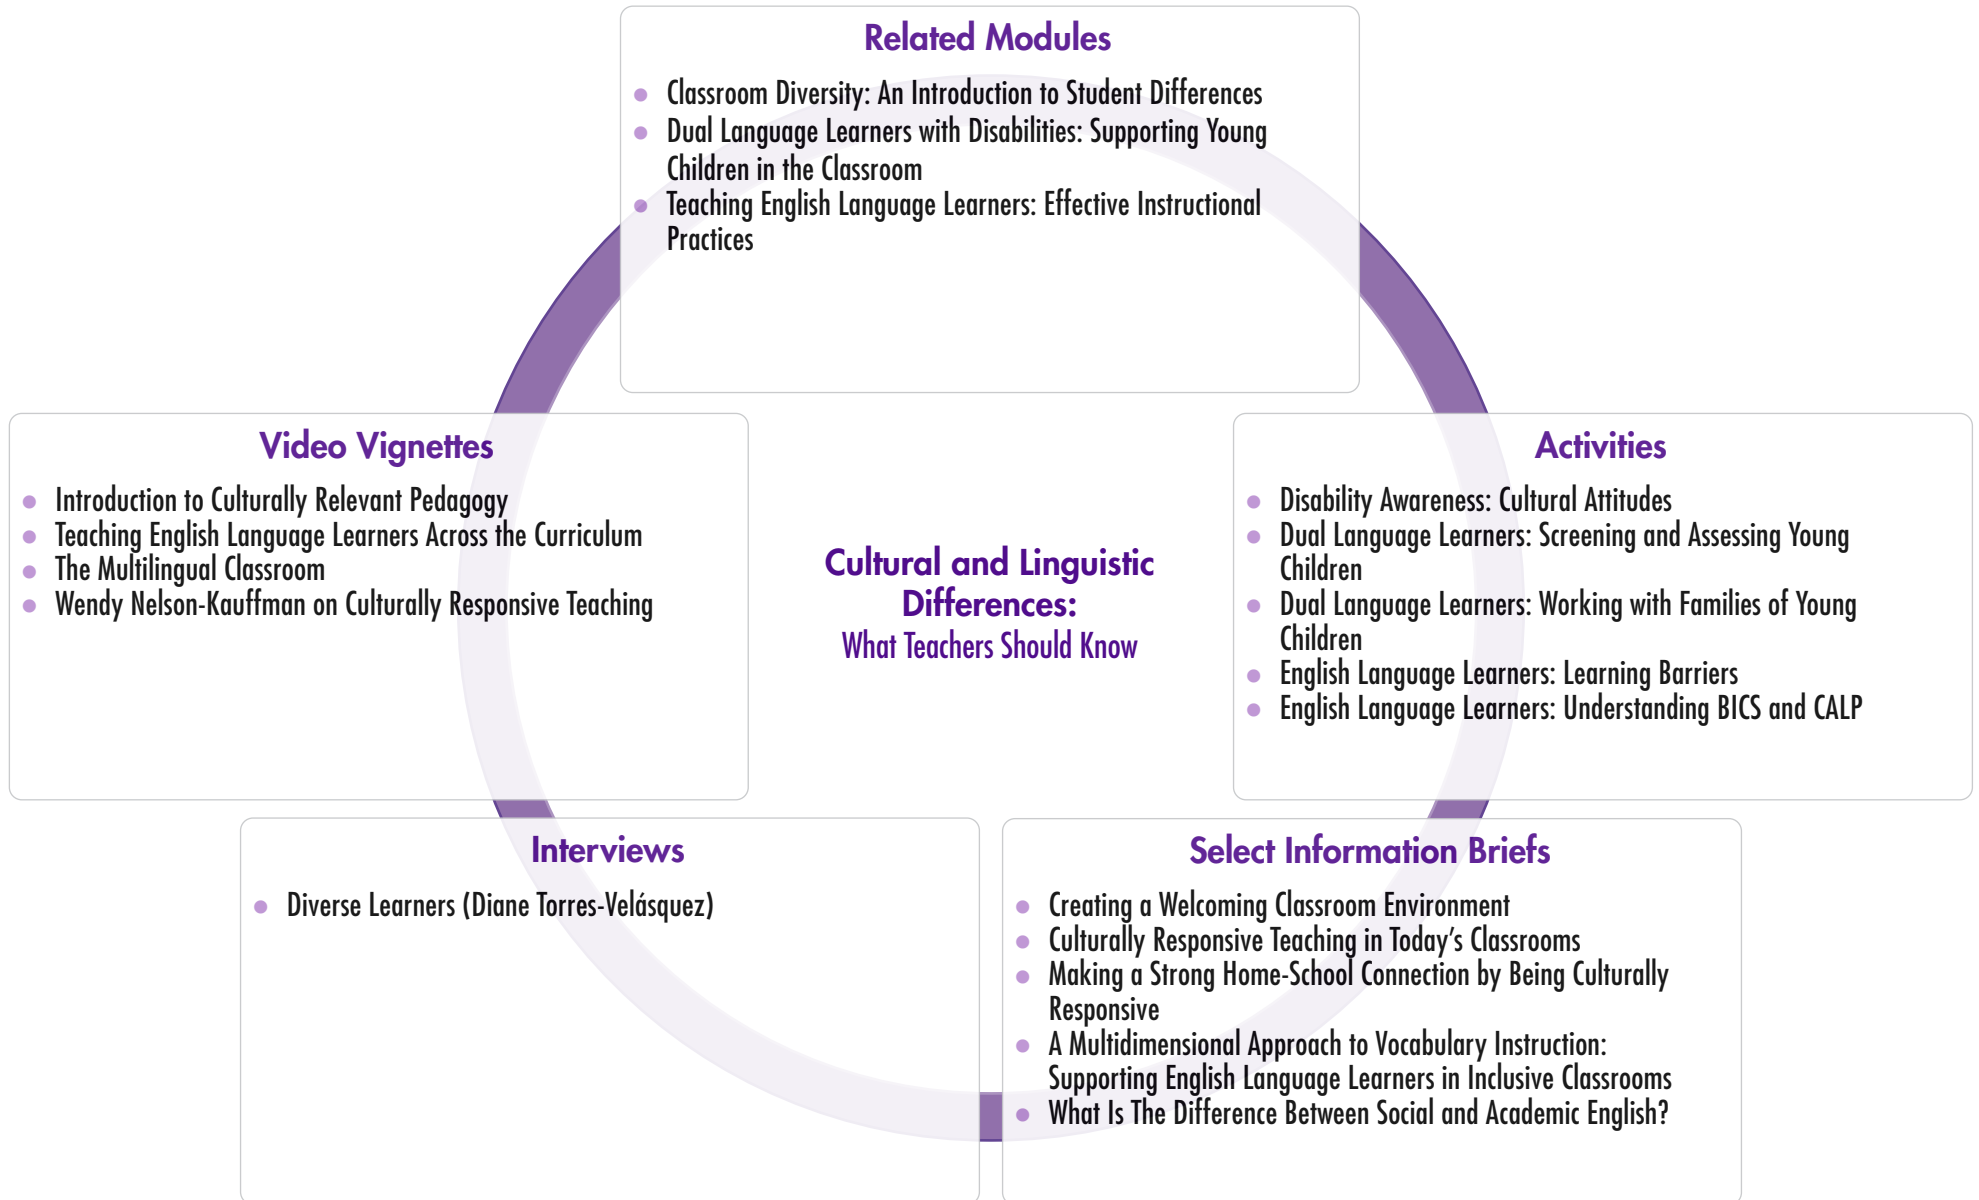 Related Modules
Classroom Diversity: An Introduction to Student Differences
Dual Language Learners with Disabilities: Supporting Young
Children in the Classroom
Teaching English Language Learners: Effective Instructional
Practices
Video Vignettes
Introduction to Culturally Relevant Pedagogy
Teaching English Language Learners Across the Curriculum
The Multilingual Classroom
Wendy Nelson-Kauffman on Culturally Responsive Teaching
Cultural and Linguistic
Differences:
What Teachers Should Know
Activities
Disability Awareness: Cultural Attitudes
Dual Language Learners: Screening and Assessing Young
Children
Dual Language Learners: Working with Families of Young
Children
English Language Learners: Learning Barriers
English Language Learners: Understanding BICS and CALP
Interviews
Diverse Learners (Diane Torres-Velásquez)
Select Information Briefs
Creating a Welcoming Classroom Environment
Culturally Responsive Teaching in Today’s Classrooms
Making a Strong Home-School Connection by Being Culturally
Responsive
A Multidimensional Approach to Vocabulary Instruction:
Supporting English Language Learners in Inclusive Classrooms
What Is The Difference Between Social and Academic English?